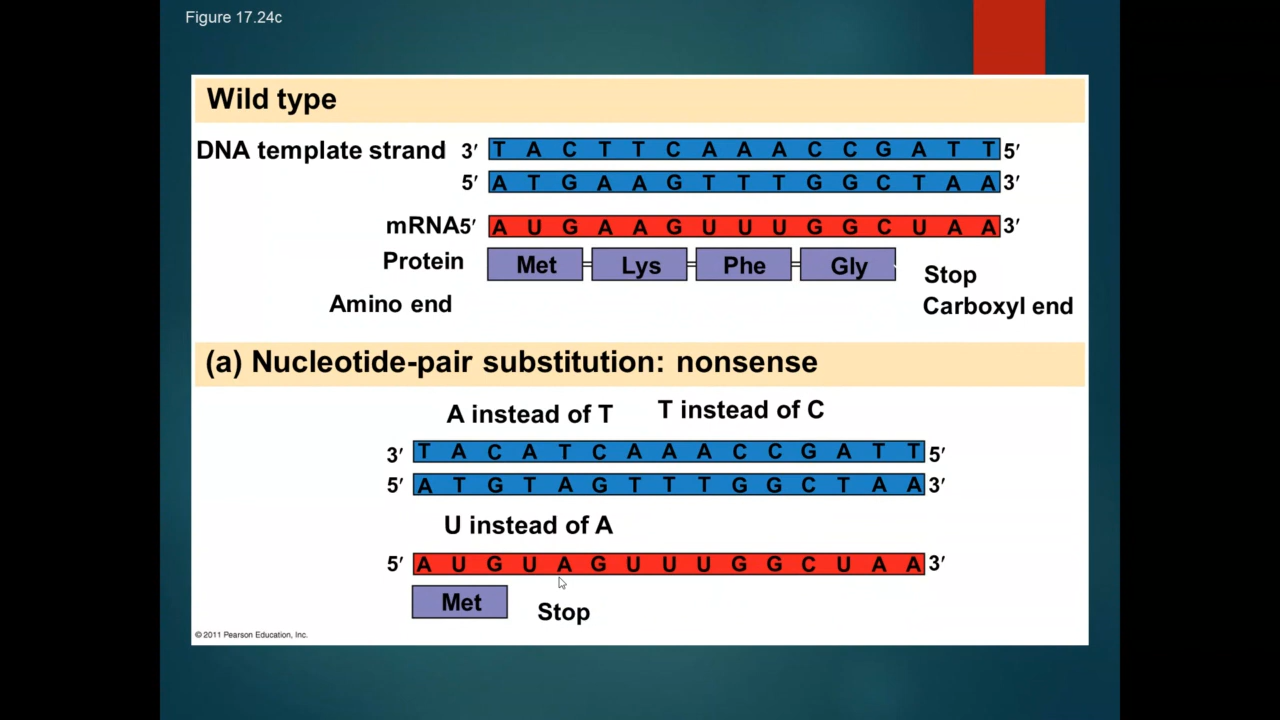 Figure 17.24c
Wild type
DNA template strand 3′ T A C T T C A A A C C G A T T 5′
5′ A T G A A G T T T G G C T A A 3′
mRNA5′ A U G A A G U U U G G C U A A 3′
Protein Met Lys Phe Gly Stop
Amino end Carboxyl end
(a) Nucleotide-pair substitution: nonsense
A instead of T T instead of C
3′ T A C A T C A A A C C G A T T 5′
5′ A T G T A G T T T G G C T A A 3′
U instead of A
5′ A U G U A G U U U G G C U A A 3′
Met Stop
© 2011 Pearson Education, Inc.